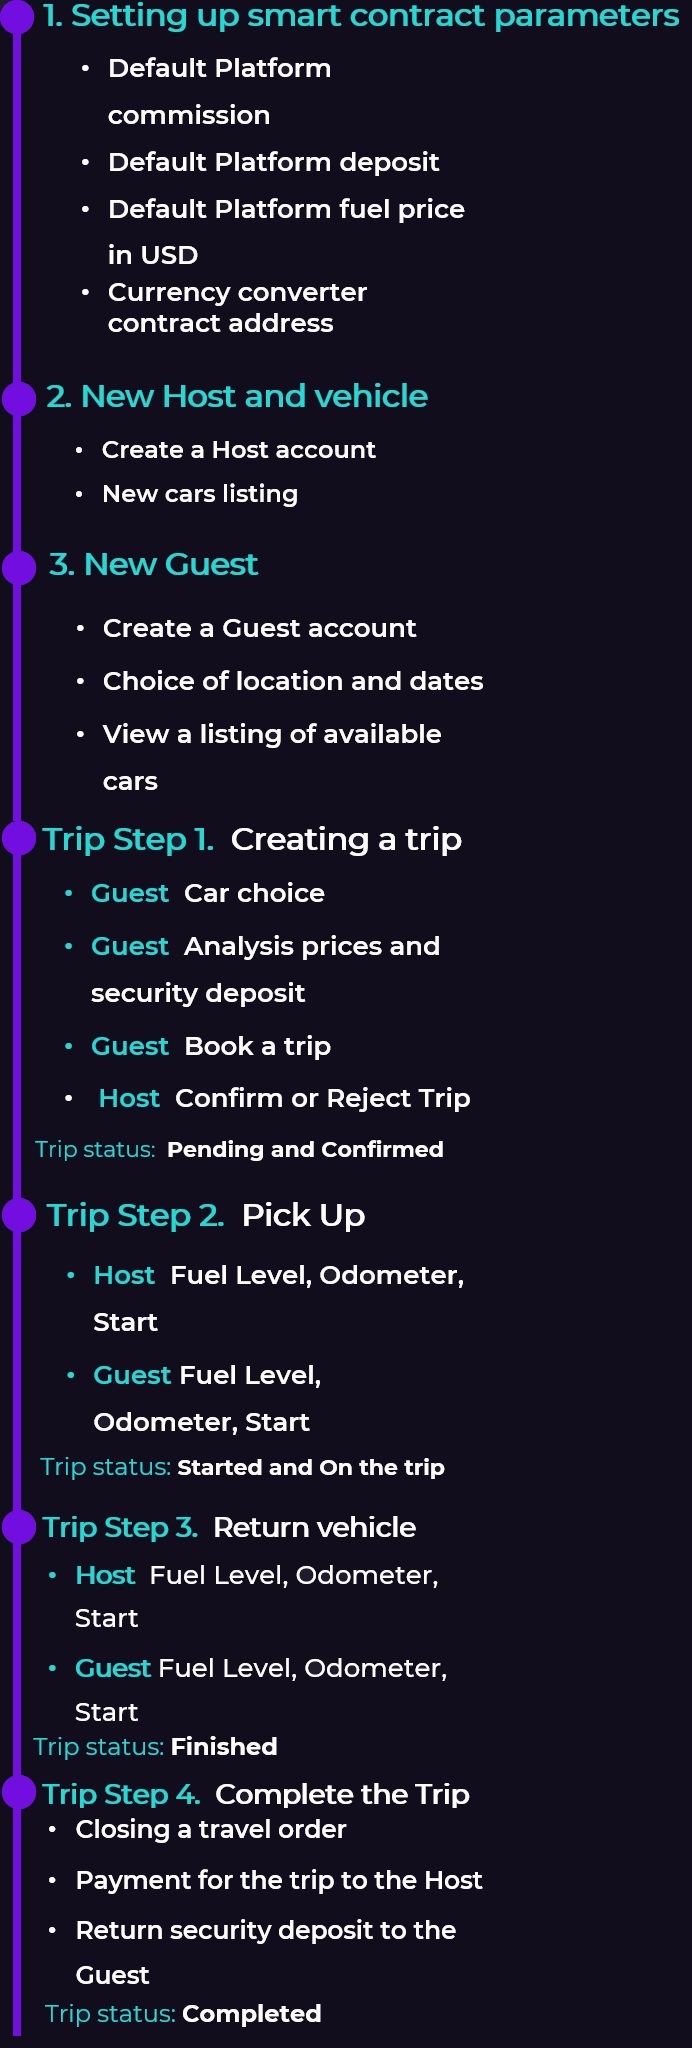 1. Setting up smart contract parameters
• Default Platform
commission
• Default Platform deposit
• Default Platform fuel price
in USD
• Currency converter
contract address
2. New Host and vehicle
• Create a Host account
• New cars listing
3. New Guest
• Create a Guest account
• Choice of location and dates
• View a listing of available
cars
Trip Step 1. Creating a trip
• Guest Car choice
• Guest Analysis prices and
security deposit
• Guest Book a trip
• Host Confirm or Reject Trip
Trip status: Pending and Confirmed
Trip Step 2. Pick Up
• Host Fuel Level, Odometer,
Start
• Guest Fuel Level,
Odometer, Start
Trip status: Started and On the trip
Trip Step 3. Return vehicle
• Host Fuel Level, Odometer,
Start
• Guest Fuel Level, Odometer,
Start
Trip status: Finished
Trip Step 4. Complete the Trip
• Closing a travel order
• Payment for the trip to the Host
• Return security deposit to the
Guest
Trip status: Completed